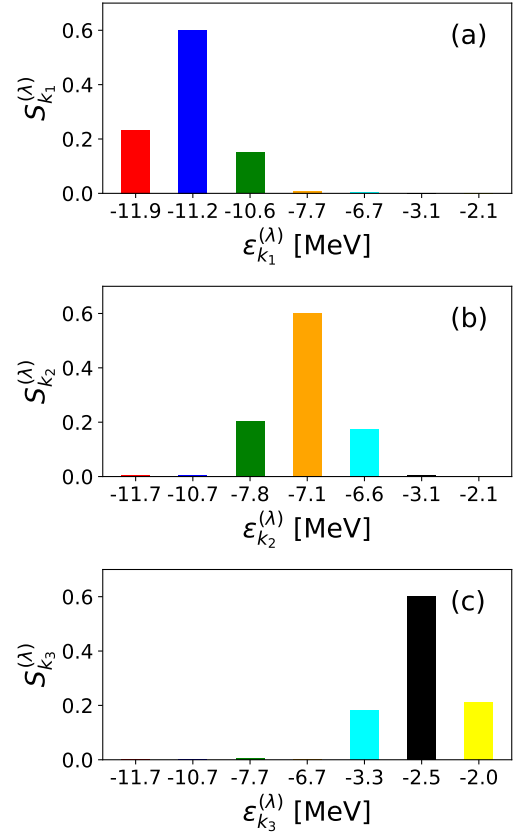 (a)
S_{k_1}^{(λ)}
0.6
0.4
0.2
0.0
-11.9 -11.2 -10.6 -7.7 -6.7 -3.1 -2.1
ε_{k_1}^{(λ)} [MeV]
(b)
S_{k_2}^{(λ)}
0.6
0.4
0.2
0.0
-11.7 -10.7 -7.8 -7.1 -6.6 -3.1 -2.1
ε_{k_2}^{(λ)} [MeV]
(c)
S_{k_3}^{(λ)}
0.6
0.4
0.2
0.0
-11.7 -10.7 -7.7 -6.7 -3.3 -2.5 -2.0
ε_{k_3}^{(λ)} [MeV]